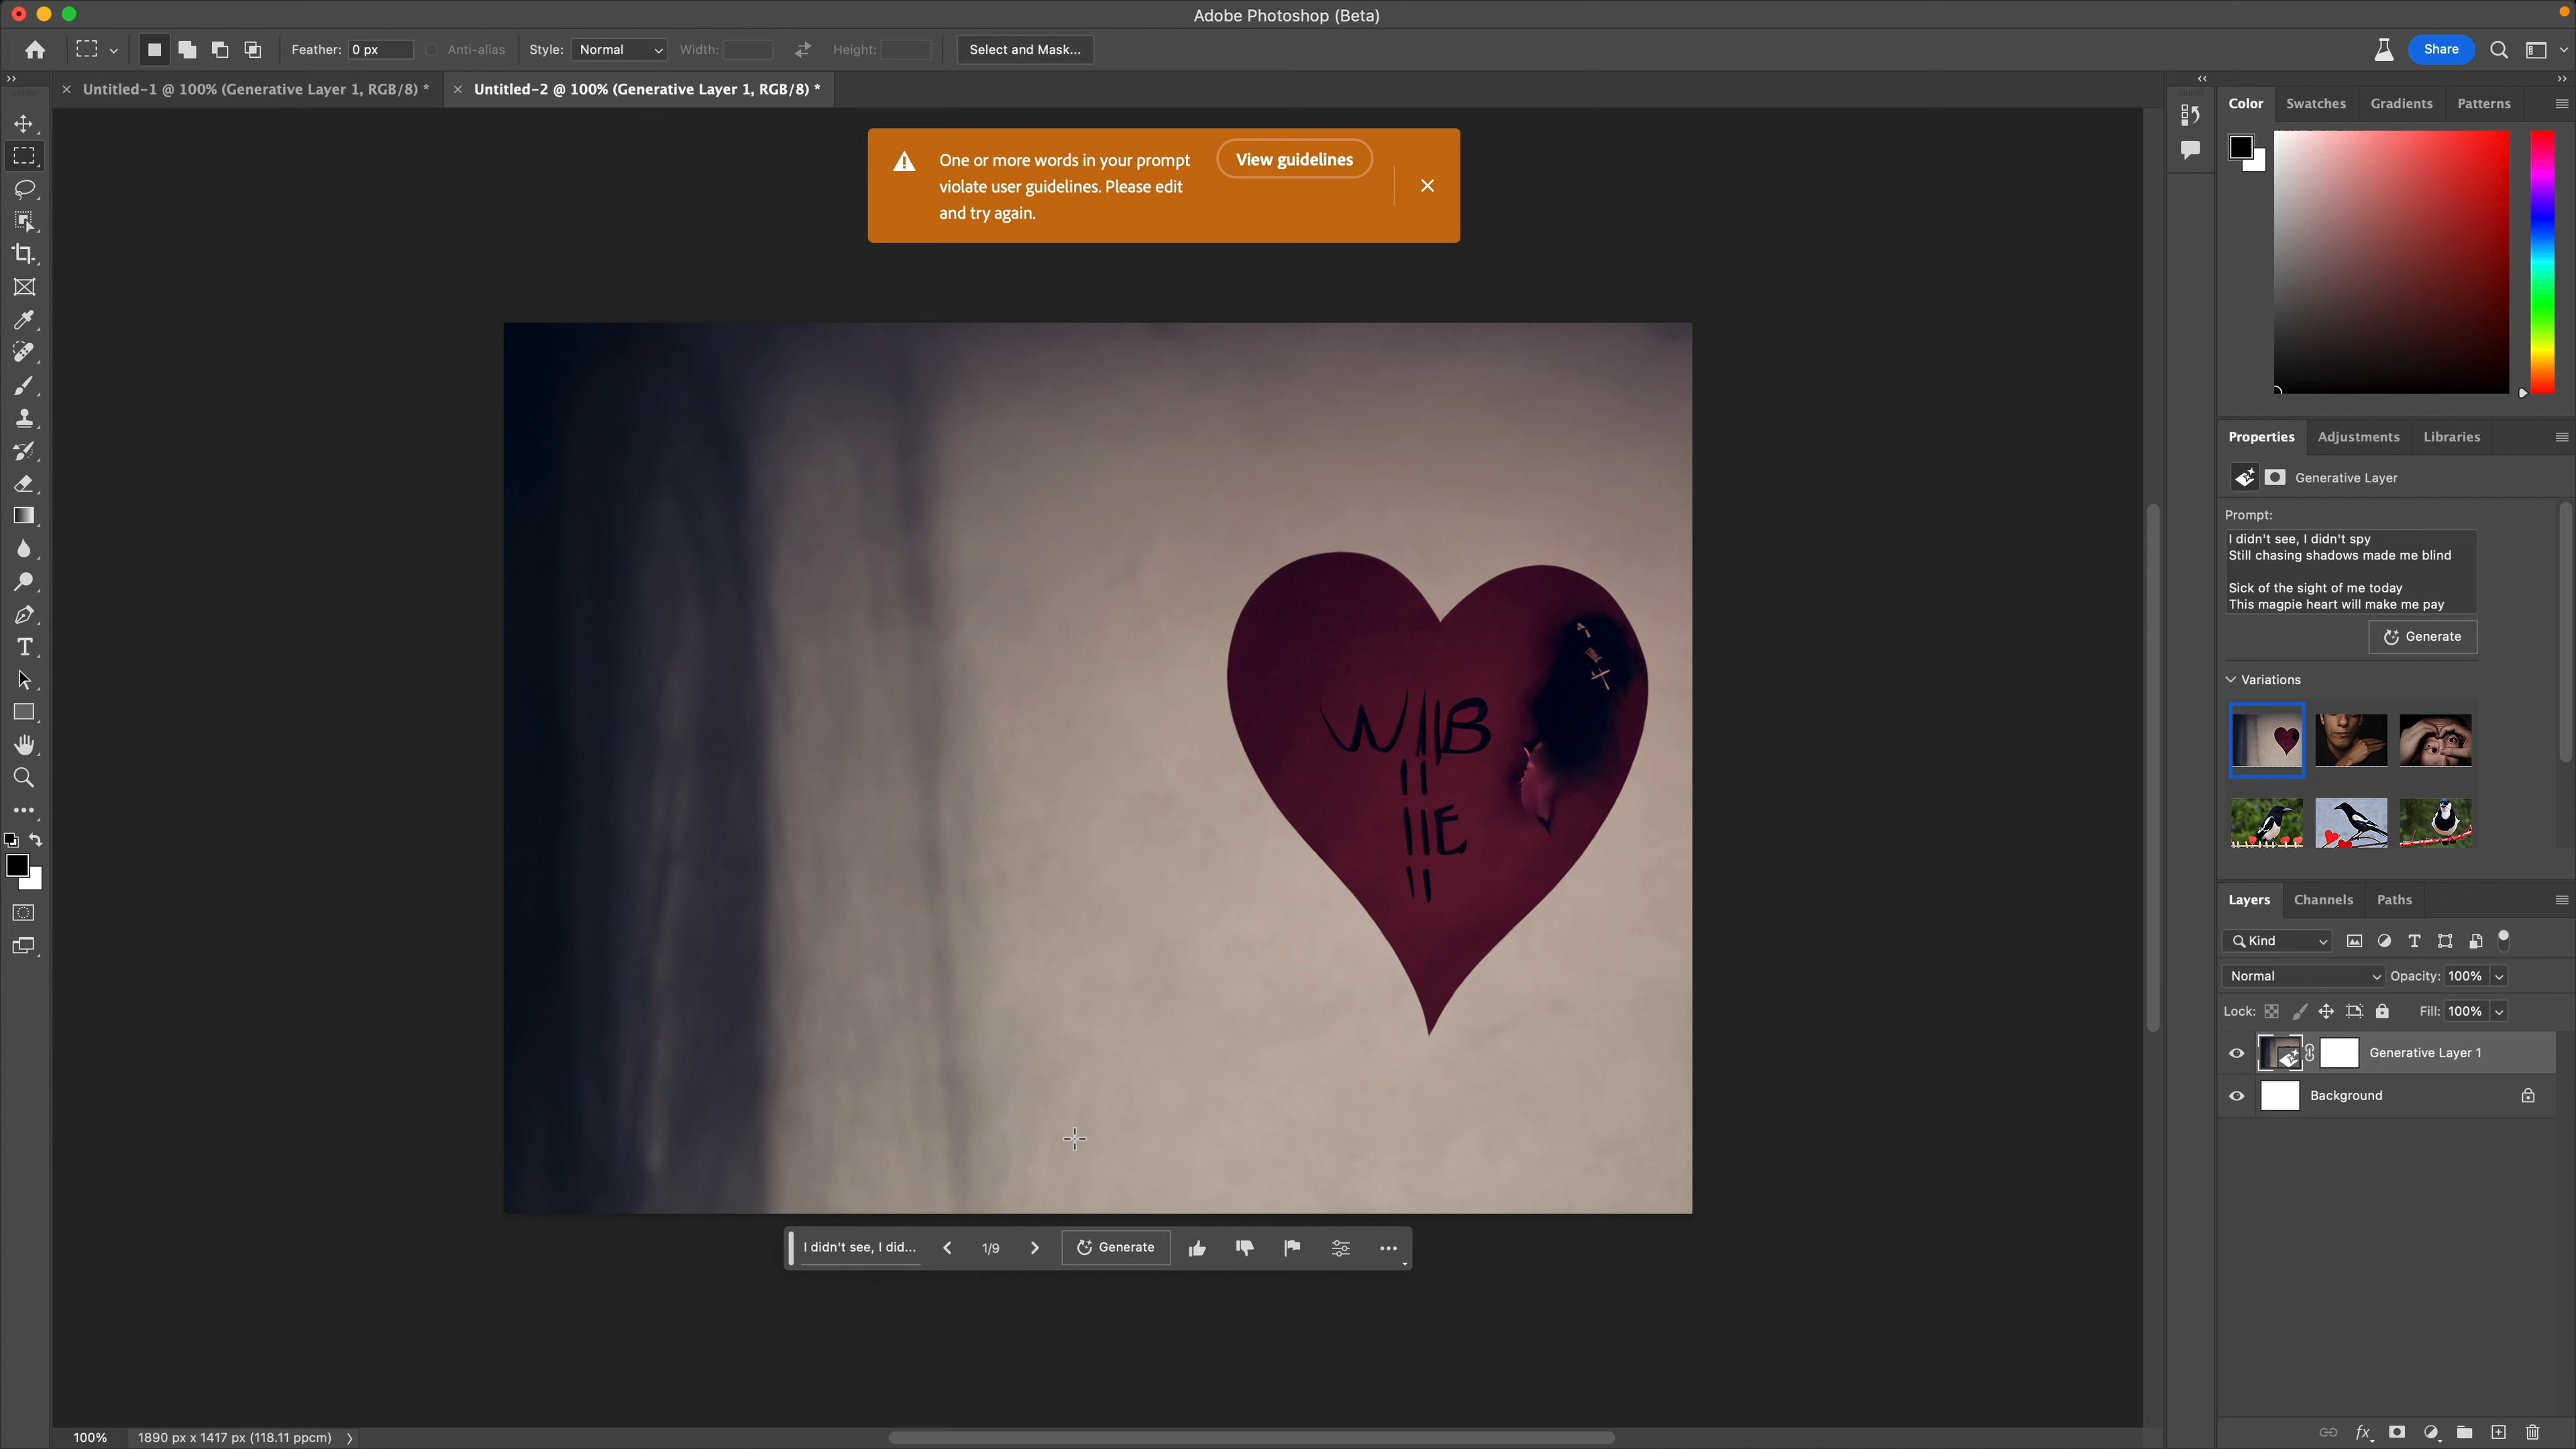 Adobe Photoshop (Beta)
Feather: 0 px Anti-alias Style: Normal Width: Height: Select and Mask... Share
Untitled-1 @ 100% (Generative Layer 1, RGB/8) * Untitled-2 @ 100% (Generative Layer 1, RGB/8) *
Color Swatches Gradients Patterns
One or more words in your prompt
violate user guidelines. Please edit
and try again.
View guidelines
Properties Adjustments Libraries
Generative Layer
Prompt:
I didn't see, I didn't spy
Still chasing shadows made me blind
Sick of the sight of me today
This magpie heart will make me pay
Generate
Variations
Layers Channels Paths
Kind
Normal Opacity: 100%
Lock: Fill: 100%
Generative Layer 1
Background
I didn't see, I did... 1/9 Generate
100% 1890 px x 1417 px (118.11 ppcm)